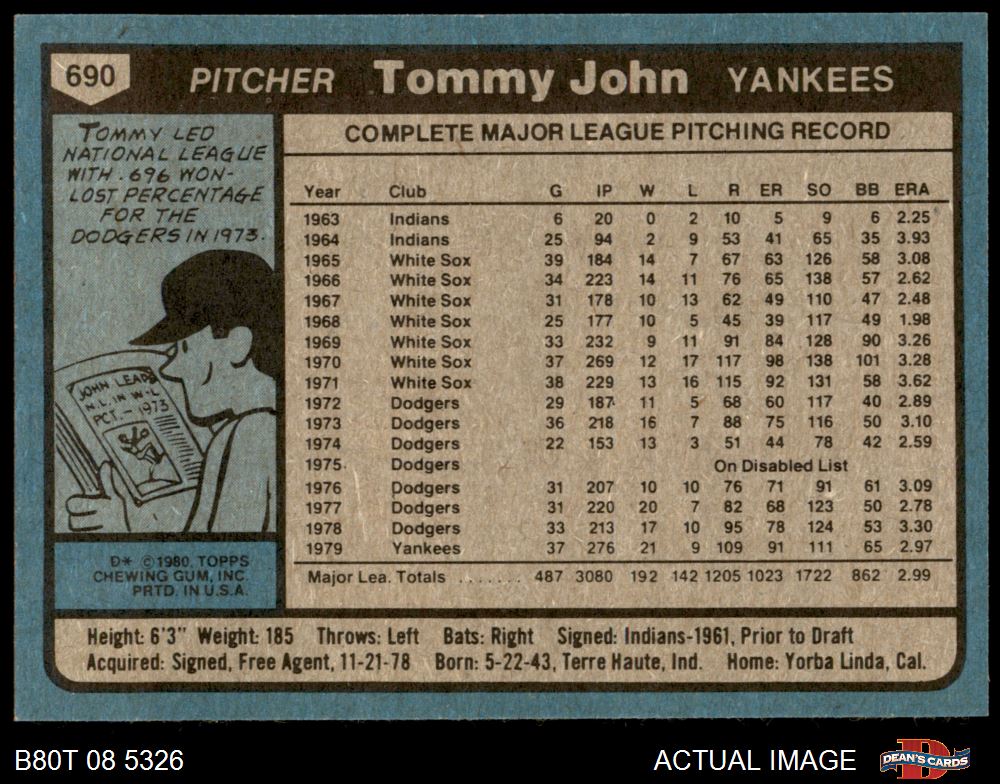 690 PITCHER Tommy John YANKEES
TOMMY LED
NATIONAL LEAGUE
WITH .696 WON-
LOST PERCENTAGE
FOR THE
DODGERS IN 1973.
JOHN LEADS
N.L. IN W-L
PCT. - 1973
D* ©1980, TOPPS
CHEWING GUM, INC.
PRTD. IN U.S.A.
COMPLETE MAJOR LEAGUE PITCHING RECORD
Year Club G IP W L R ER SO BB ERA
1963 Indians 6 20 0 2 10 5 9 6 2.25
1964 Indians 25 94 2 9 53 41 65 35 3.93
1965 White Sox 39 184 14 7 67 63 126 58 3.08
1966 White Sox 34 223 14 11 76 65 138 57 2.62
1967 White Sox 31 178 10 13 62 49 110 47 2.48
1968 White Sox 25 177 10 5 45 39 117 49 1.98
1969 White Sox 33 232 9 11 91 84 128 90 3.26
1970 White Sox 37 269 12 17 117 98 138 101 3.28
1971 White Sox 38 229 13 16 115 92 131 58 3.62
1972 Dodgers 29 187 11 5 68 60 117 40 2.89
1973 Dodgers 36 218 16 7 88 75 116 50 3.10
1974 Dodgers 22 153 13 3 51 44 78 42 2.59
1975 Dodgers On Disabled List
1976 Dodgers 31 207 10 10 76 71 91 61 3.09
1977 Dodgers 31 220 20 7 82 68 123 50 2.78
1978 Dodgers 33 213 17 10 95 78 124 53 3.30
1979 Yankees 37 276 21 9 109 91 111 65 2.97
Major Lea. Totals ........ 487 3080 192 142 1205 1023 1722 862 2.99
Height: 6'3" Weight: 185 Throws: Left Bats: Right Signed: Indians-1961, Prior to Draft
Acquired: Signed, Free Agent, 11-21-78 Born: 5-22-43, Terre Haute, Ind. Home: Yorba Linda, Cal.
B80T 08 5326 ACTUAL IMAGE D DEAN'S CARDS